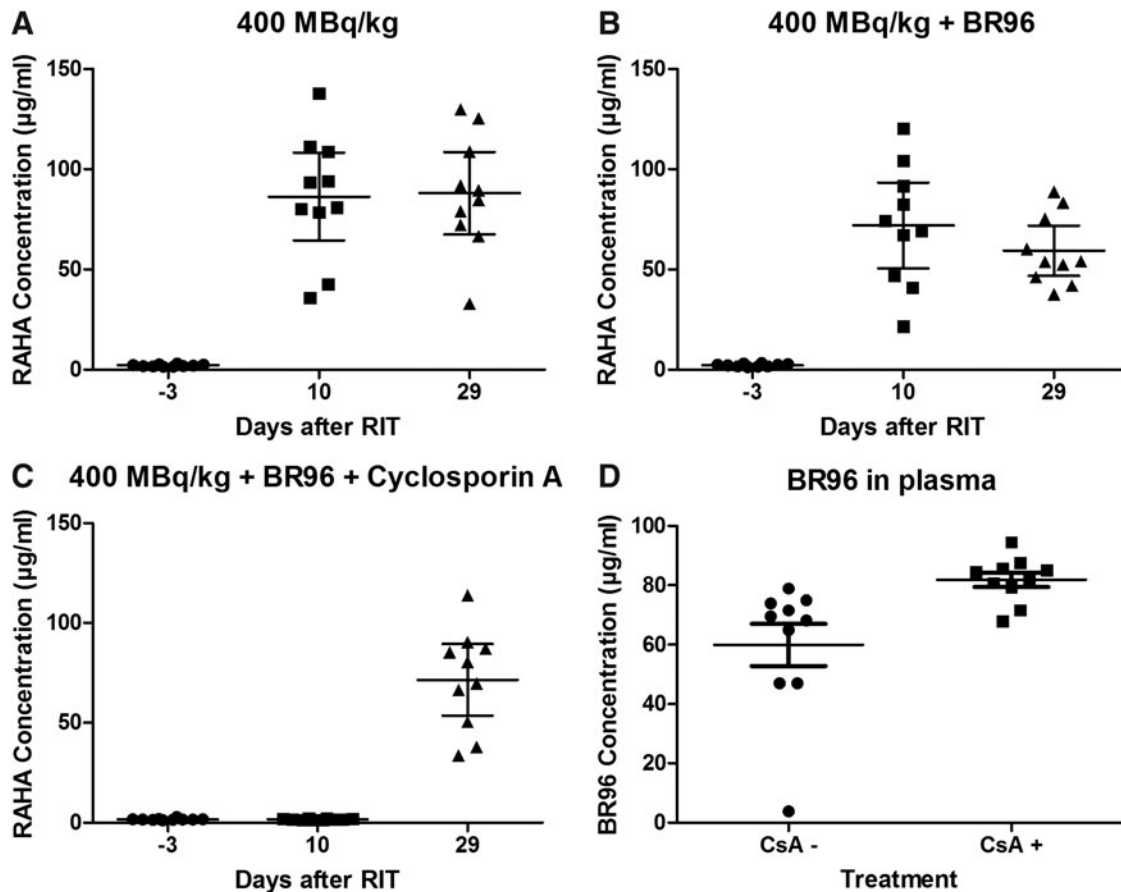 A
400 MBq/kg
RAHA Concentration (µg/ml)
150
100
50
0
-3 10 29
Days after RIT
B
400 MBq/kg + BR96
RAHA Concentration (µg/ml)
150
100
50
0
-3 10 29
Days after RIT
C
400 MBq/kg + BR96 + Cyclosporin A
RAHA Concentration (µg/ml)
150
100
50
0
-3 10 29
Days after RIT
D
BR96 in plasma
BR96 Concentration (µg/ml)
100
80
60
40
20
0
CsA - CsA +
Treatment